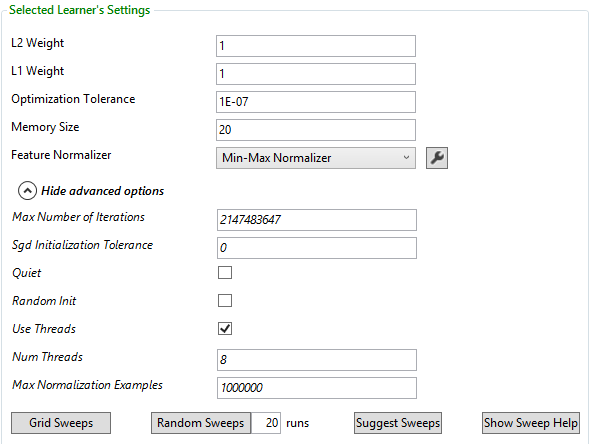 Selected Learner's Settings
L2 Weight 1
L1 Weight 1
Optimization Tolerance 1E-07
Memory Size 20
Feature Normalizer Min-Max Normalizer
Hide advanced options
Max Number of Iterations 2147483647
Sgd Initialization Tolerance 0
Quiet
Random Init
Use Threads
Num Threads 8
Max Normalization Examples 1000000
Grid Sweeps Random Sweeps 20 runs Suggest Sweeps Show Sweep Help